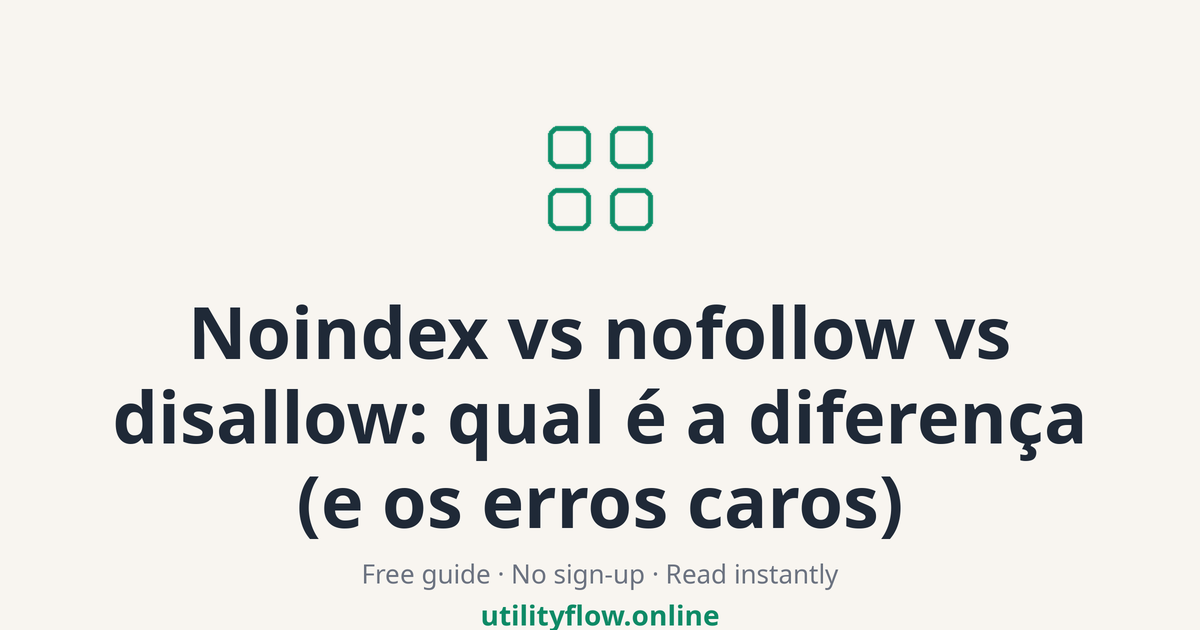 Noindex vs nofollow vs
disallow: qual é a diferença
(e os erros caros)
Free guide · No sign-up · Read instantly
utilityflow.online